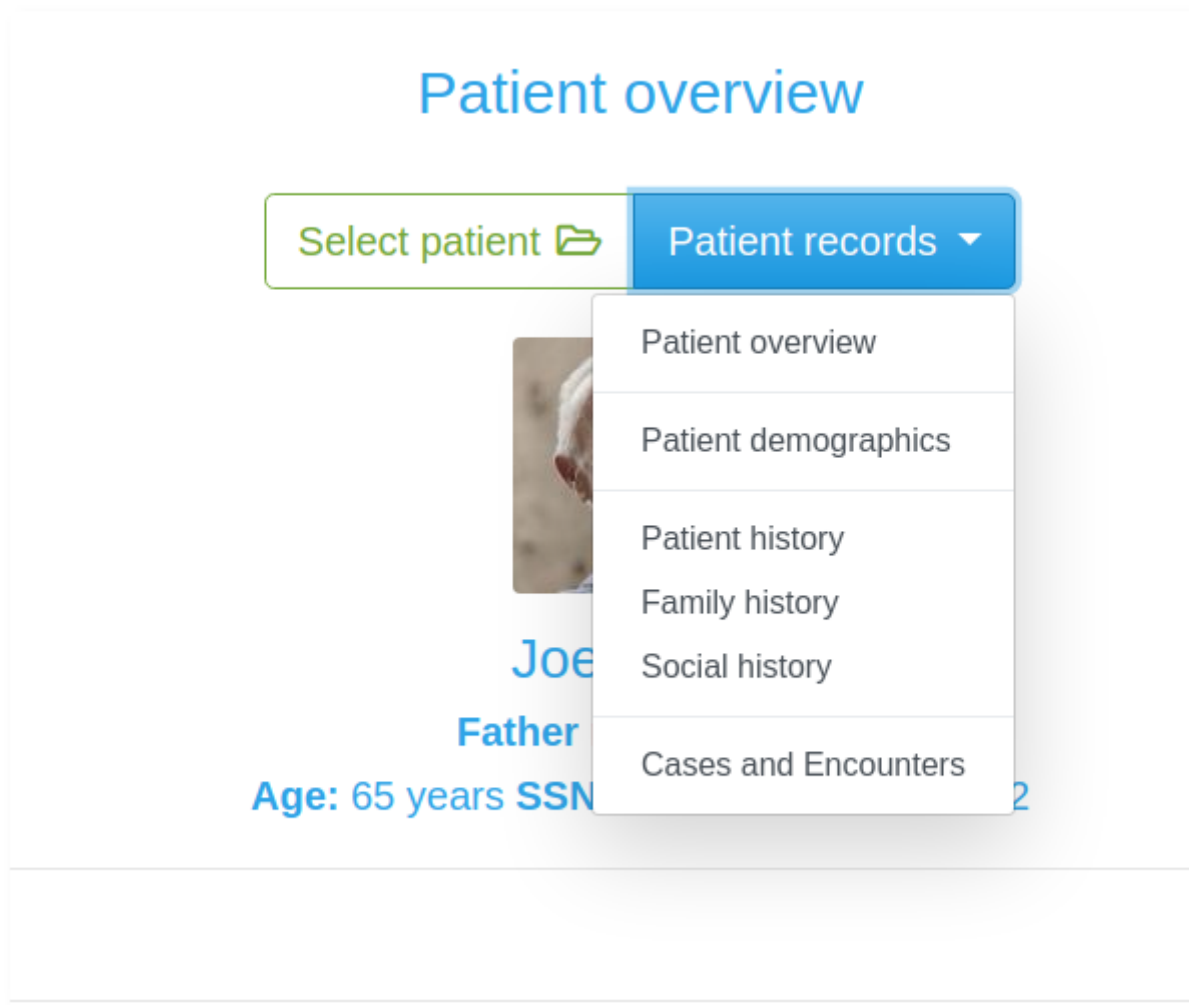 Patient overview
Select patient Patient records
Patient overview
Patient demographics
Patient history
Family history
Social history
Cases and Encounters
Joe
Father
Age: 65 years SSN 2